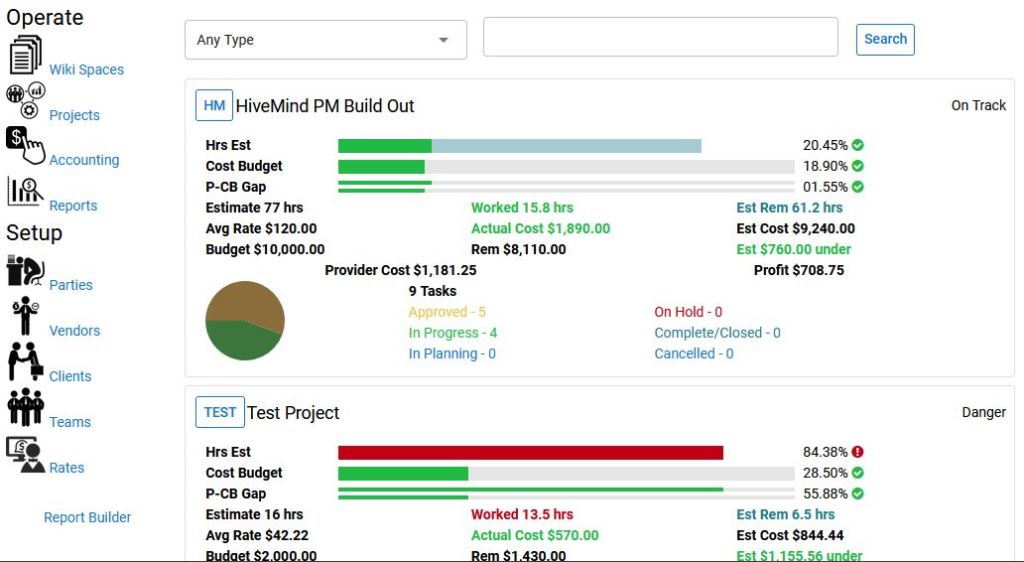 Operate
Wiki Spaces
Projects
Accounting
Reports
Setup
Parties
Vendors
Clients
Teams
Rates
Report Builder
Any Type
Search
HM HiveMind PM Build Out On Track
Hrs Est 20.45%
Cost Budget 18.90%
P-CB Gap 01.55%
Estimate 77 hrs Worked 15.8 hrs Est Rem 61.2 hrs
Avg Rate $120.00 Actual Cost $1,890.00 Est Cost $9,240.00
Budget $10,000.00 Rem $8,110.00 Est $760.00 under
Provider Cost $1,181.25 Profit $708.75
9 Tasks
Approved - 5 On Hold - 0
In Progress - 4 Complete/Closed - 0
In Planning - 0 Cancelled - 0
TEST Test Project Danger
Hrs Est 84.38%
Cost Budget 28.50%
P-CB Gap 55.88%
Estimate 16 hrs Worked 13.5 hrs Est Rem 6.5 hrs
Avg Rate $42.22 Actual Cost $570.00 Est Cost $844.44
Budget $2,000.00 Rem $1,430.00 Est $1,155.56 under